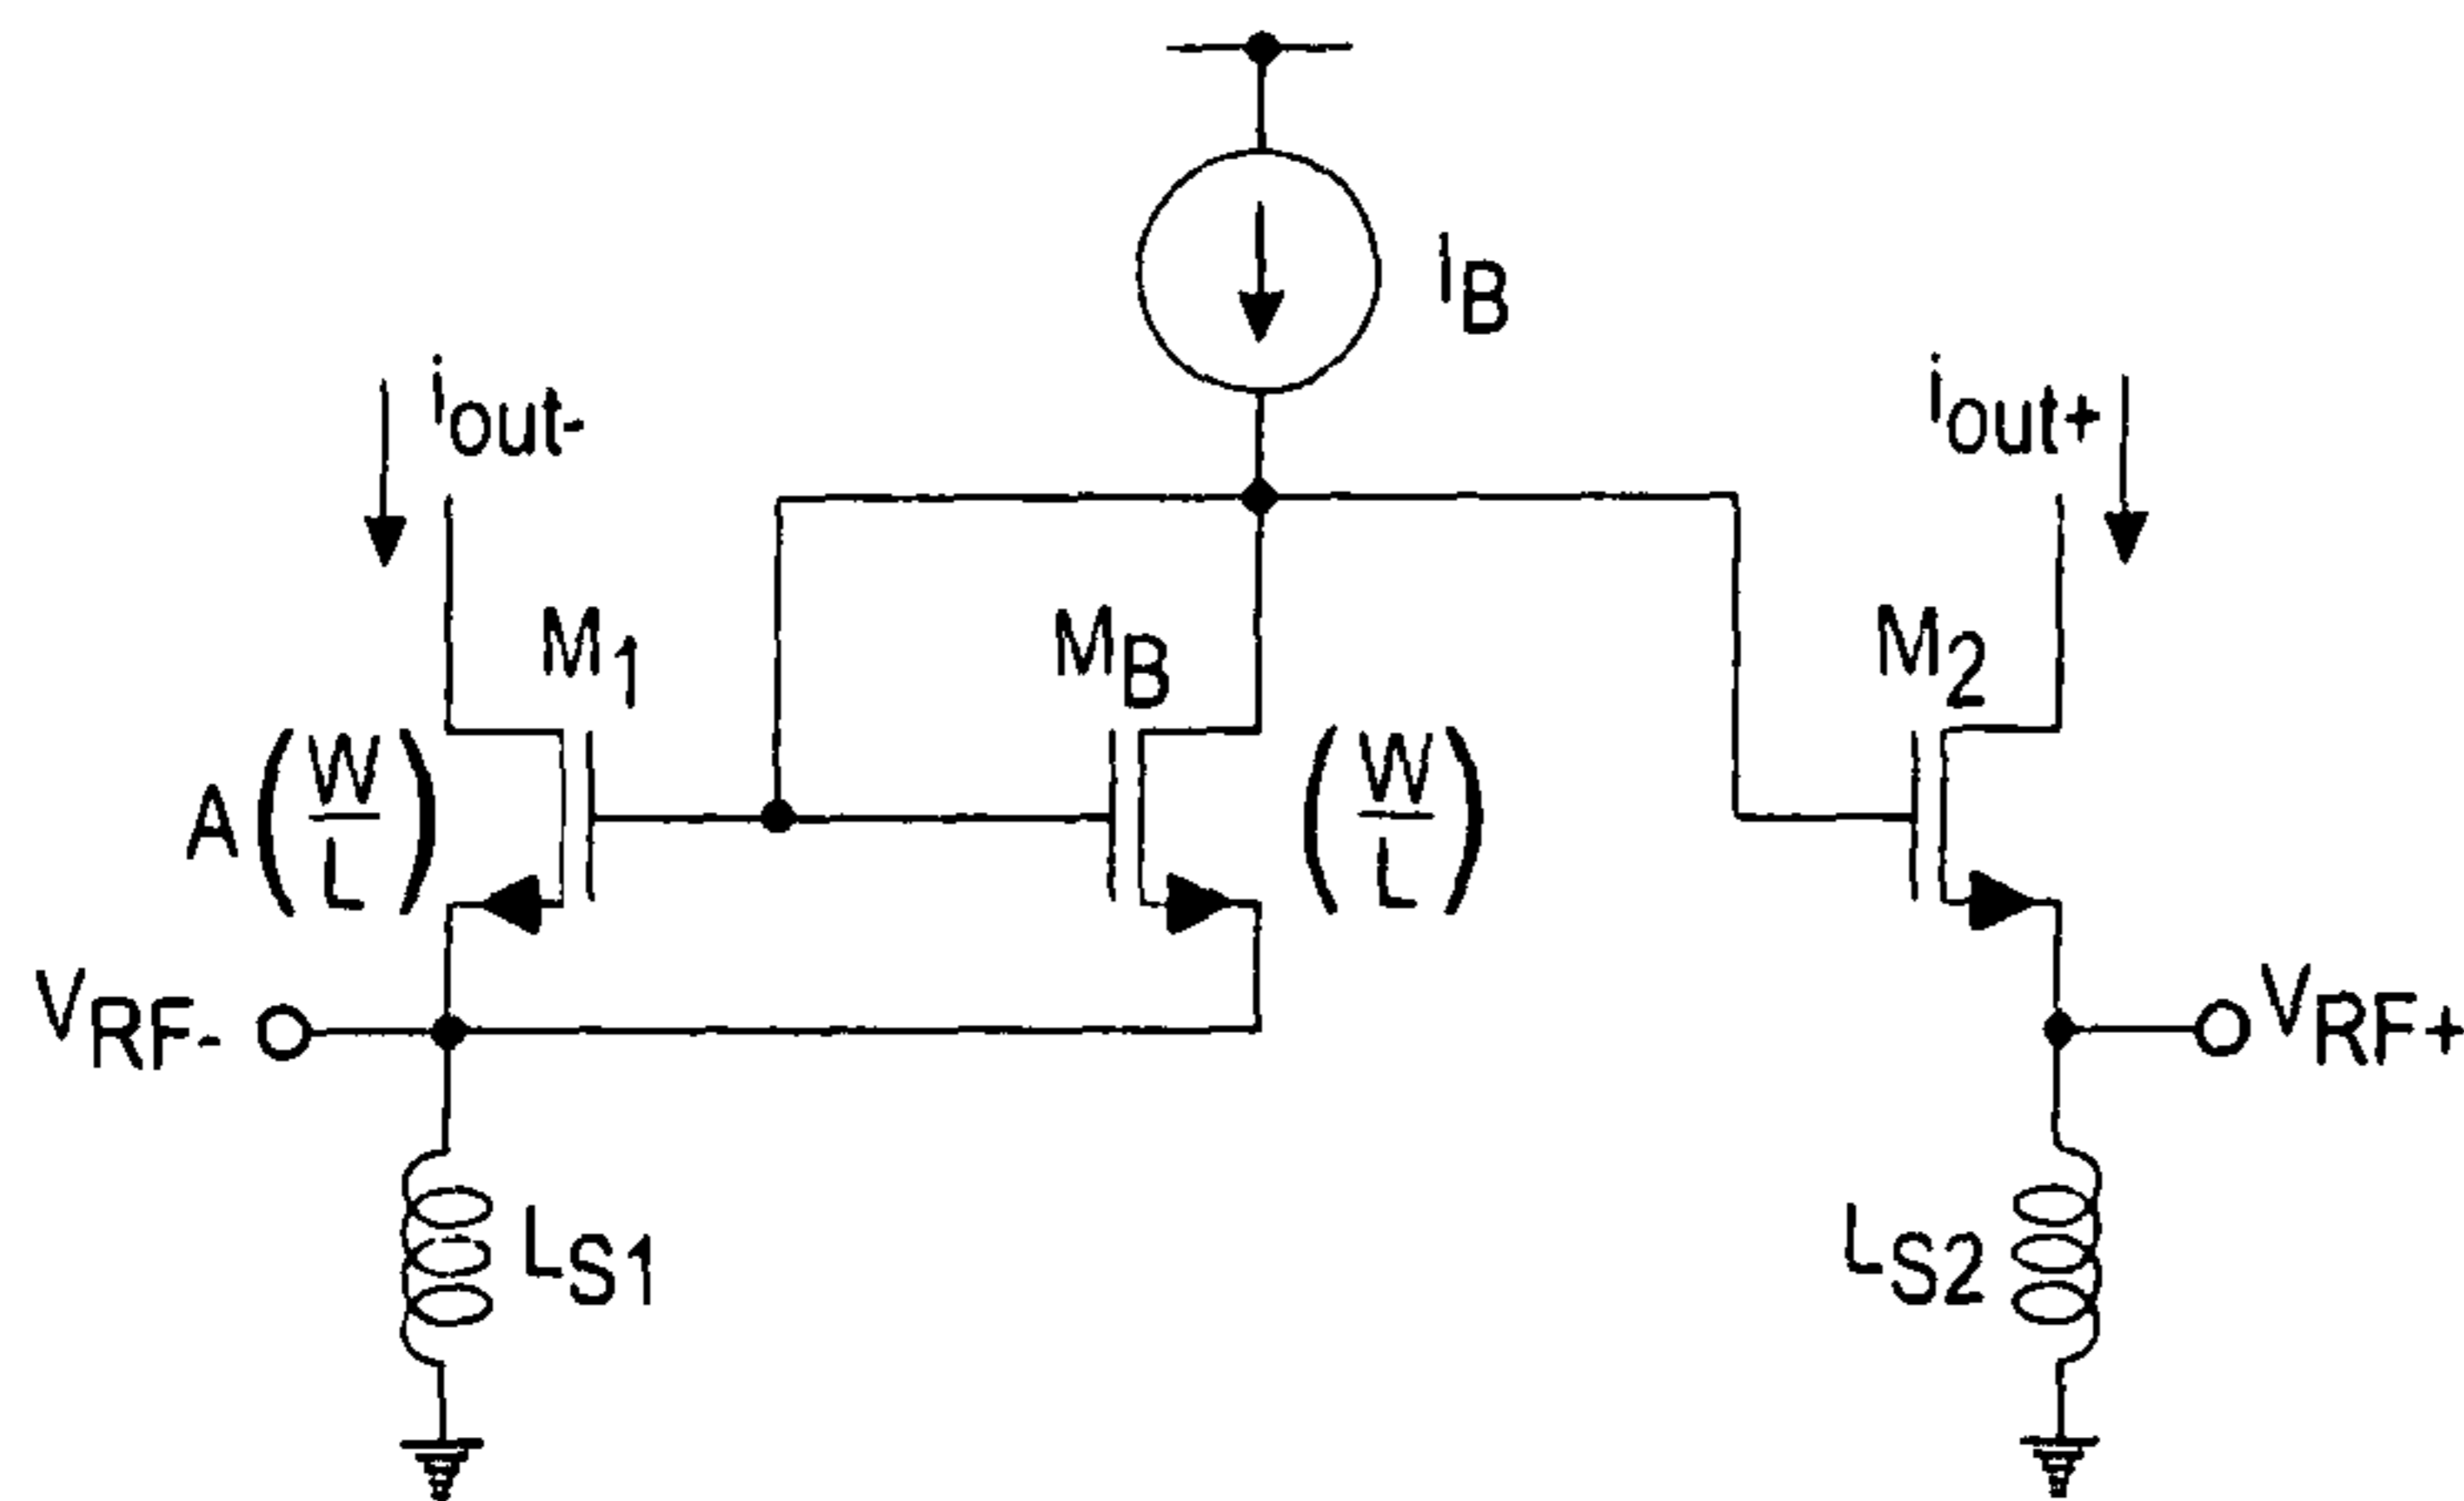 I_B
i_out-
i_out+
M_1
M_B
M_2
A(W/L)
(W/L)
V_RF-
V_RF+
L_S1
L_S2